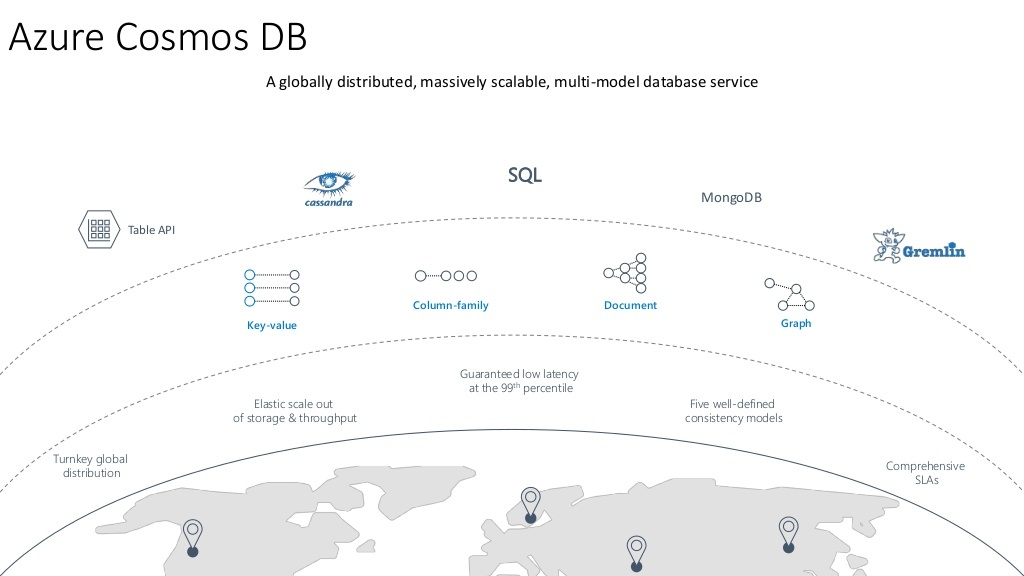 Azure Cosmos DB
A globally distributed, massively scalable, multi-model database service
SQL
cassandra
MongoDB
Table API
Gremlin
Key-value
Column-family
Document
Graph
Guaranteed low latency
at the 99th percentile
Elastic scale out
of storage & throughput
Five well-defined
consistency models
Turnkey global
distribution
Comprehensive
SLAs